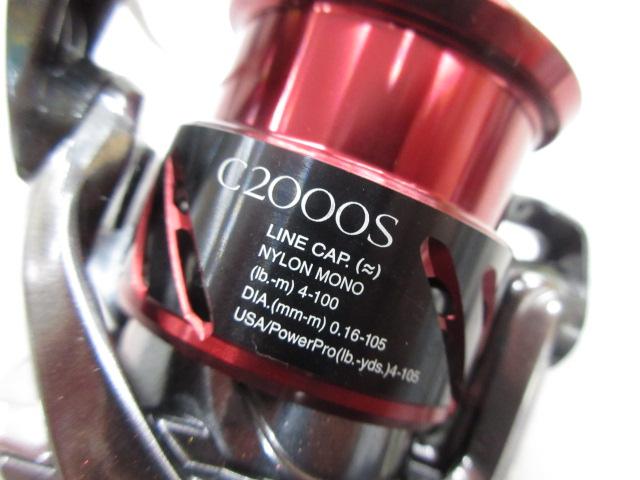 C2000S
LINE CAP. (≈)
NYLON MONO
(lb.-m) 4-100
DIA.(mm-m) 0.16-105
USA/PowerPro(lb.-yds.)4-105